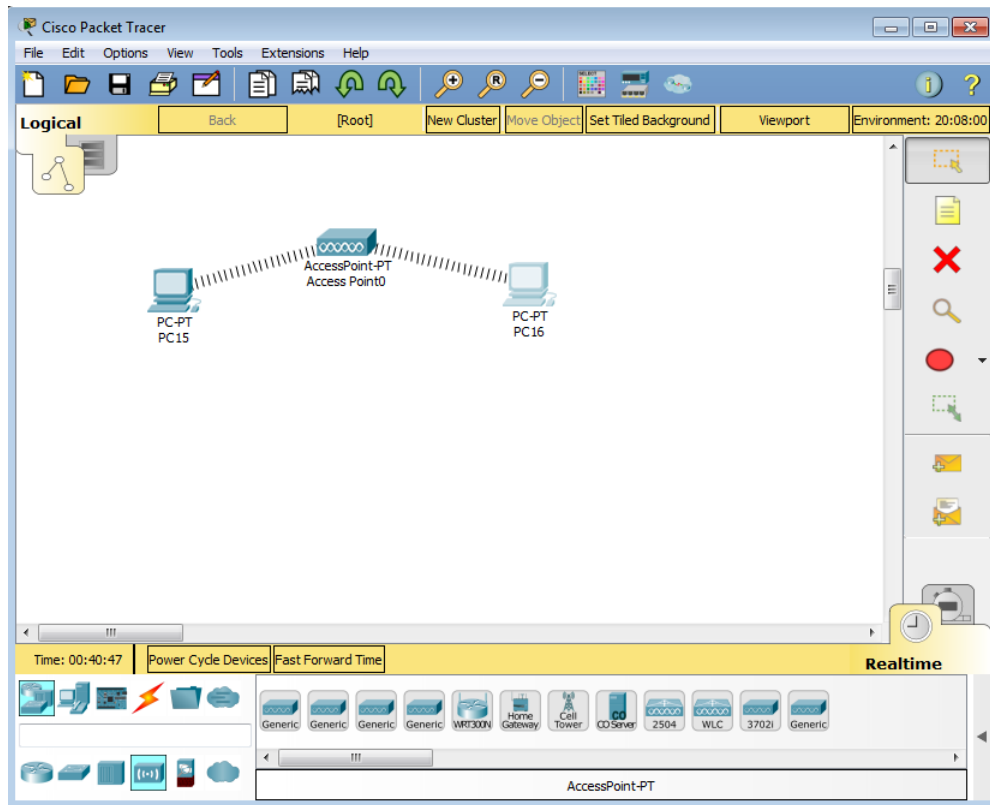 Cisco Packet Tracer
File Edit Options View Tools Extensions Help
Logical Back [Root] New Cluster Move Object Set Tiled Background Viewport Environment: 20:08:00
AccessPoint-PT
Access Point0
PC-PT
PC15
PC-PT
PC16
Time: 00:40:47 Power Cycle Devices Fast Forward Time Realtime
Generic Generic Generic Generic WRT300N Home Gateway Cell Tower CO Server 2504 WLC 3702i Generic
AccessPoint-PT